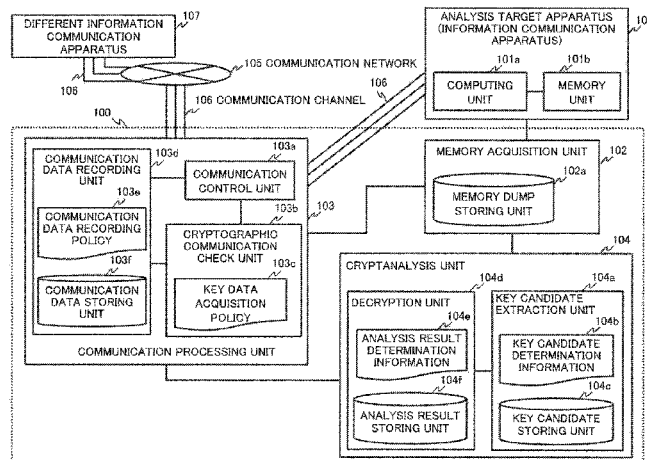 DIFFERENT INFORMATION
COMMUNICATION
APPARATUS
107
106
105 COMMUNICATION NETWORK
106 COMMUNICATION CHANNEL
106
ANALYSIS TARGET APPARATUS
(INFORMATION COMMUNICATION
APPARATUS)
10
101a
COMPUTING
UNIT
101b
MEMORY
UNIT
100
COMMUNICATION
DATA RECORDING
UNIT
103d
103e
COMMUNICATION
DATA RECORDING
POLICY
103f
COMMUNICATION
DATA STORING
UNIT
103a
COMMUNICATION
CONTROL UNIT
103
103b
CRYPTOGRAPHIC
COMMUNICATION
CHECK UNIT
103c
KEY DATA
ACQUISITION
POLICY
COMMUNICATION PROCESSING UNIT
MEMORY ACQUISITION UNIT
102
102a
MEMORY DUMP
STORING UNIT
104
CRYPTANALYSIS UNIT
104d
DECRYPTION UNIT
104e
ANALYSIS RESULT
DETERMINATION
INFORMATION
104f
ANALYSIS RESULT
STORING UNIT
104a
KEY CANDIDATE
EXTRACTION UNIT
104b
KEY CANDIDATE
DETERMINATION
INFORMATION
104c
KEY CANDIDATE
STORING UNIT